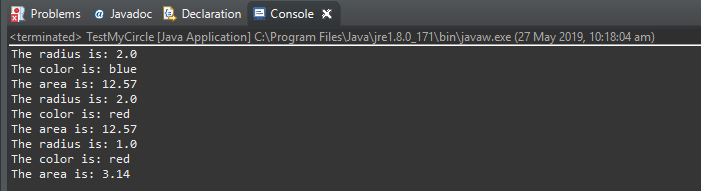 Problems @ Javadoc Declaration Console
<terminated> TestMyCircle [Java Application] C:\Program Files\Java\jre1.8.0_171\bin\javaw.exe (27 May 2019, 10:18:04 am)
The radius is: 2.0
The color is: blue
The area is: 12.57
The radius is: 2.0
The color is: red
The area is: 12.57
The radius is: 1.0
The color is: red
The area is: 3.14